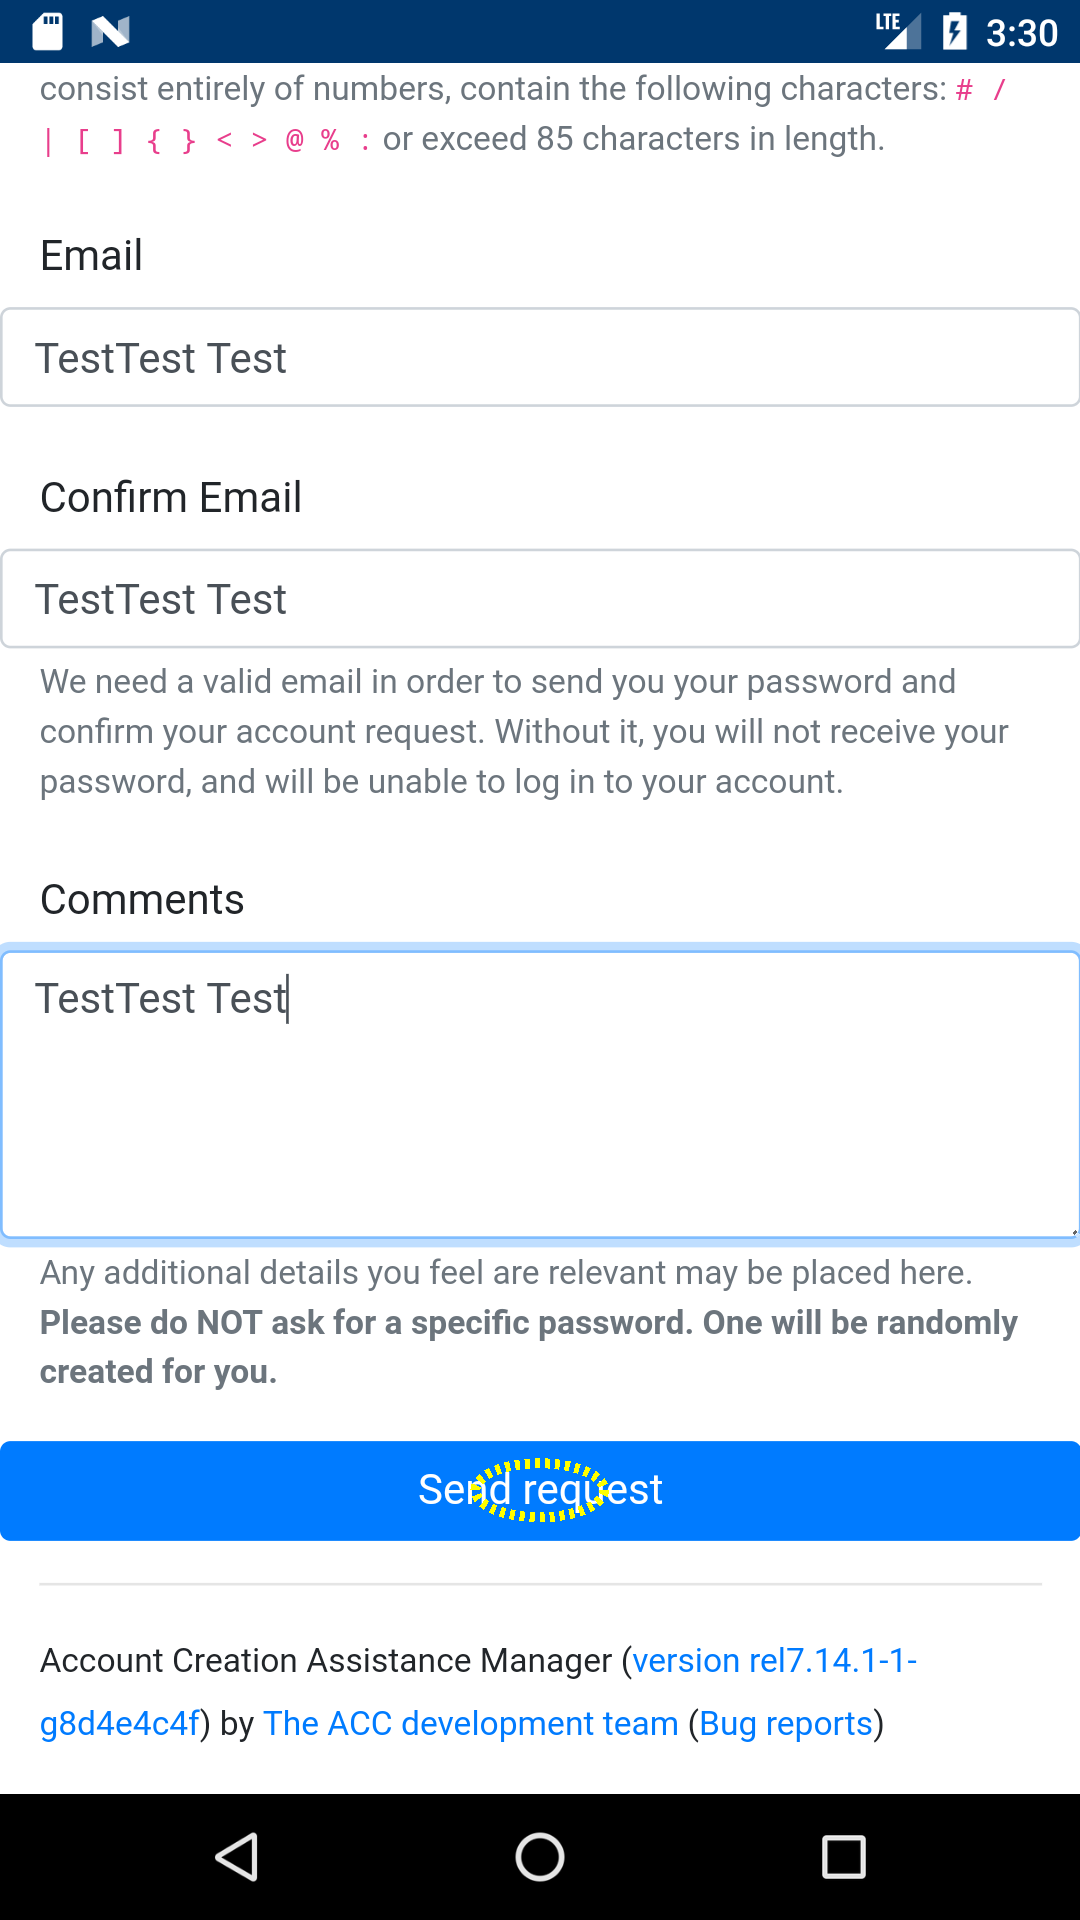 LTE 3:30
consist entirely of numbers, contain the following characters: # /
| [ ] { } < > @ % : or exceed 85 characters in length.
Email
TestTest Test
Confirm Email
TestTest Test
We need a valid email in order to send you your password and
confirm your account request. Without it, you will not receive your
password, and will be unable to log in to your account.
Comments
TestTest Test
Any additional details you feel are relevant may be placed here.
Please do NOT ask for a specific password. One will be randomly
created for you.
Send request
Account Creation Assistance Manager (version rel7.14.1-1-
g8d4e4c4f) by The ACC development team (Bug reports)